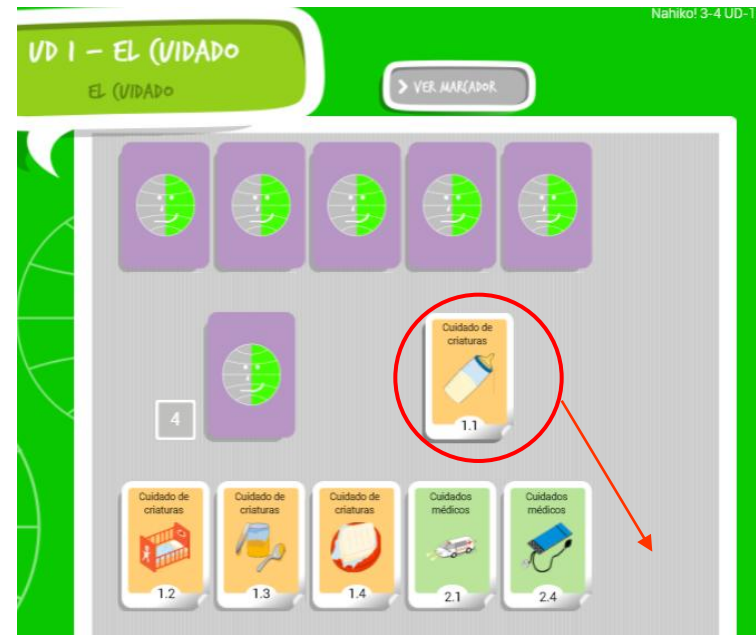 Nahiko! 3-4 UD-1
UD 1 – EL CUIDADO
EL CUIDADO
> VER MARCADOR
Cuidado de
criaturas
1.1
4
Cuidado de
criaturas
1.2
Cuidado de
criaturas
1.3
Cuidado de
criaturas
1.4
Cuidados
médicos
2.1
Cuidados
médicos
2.4